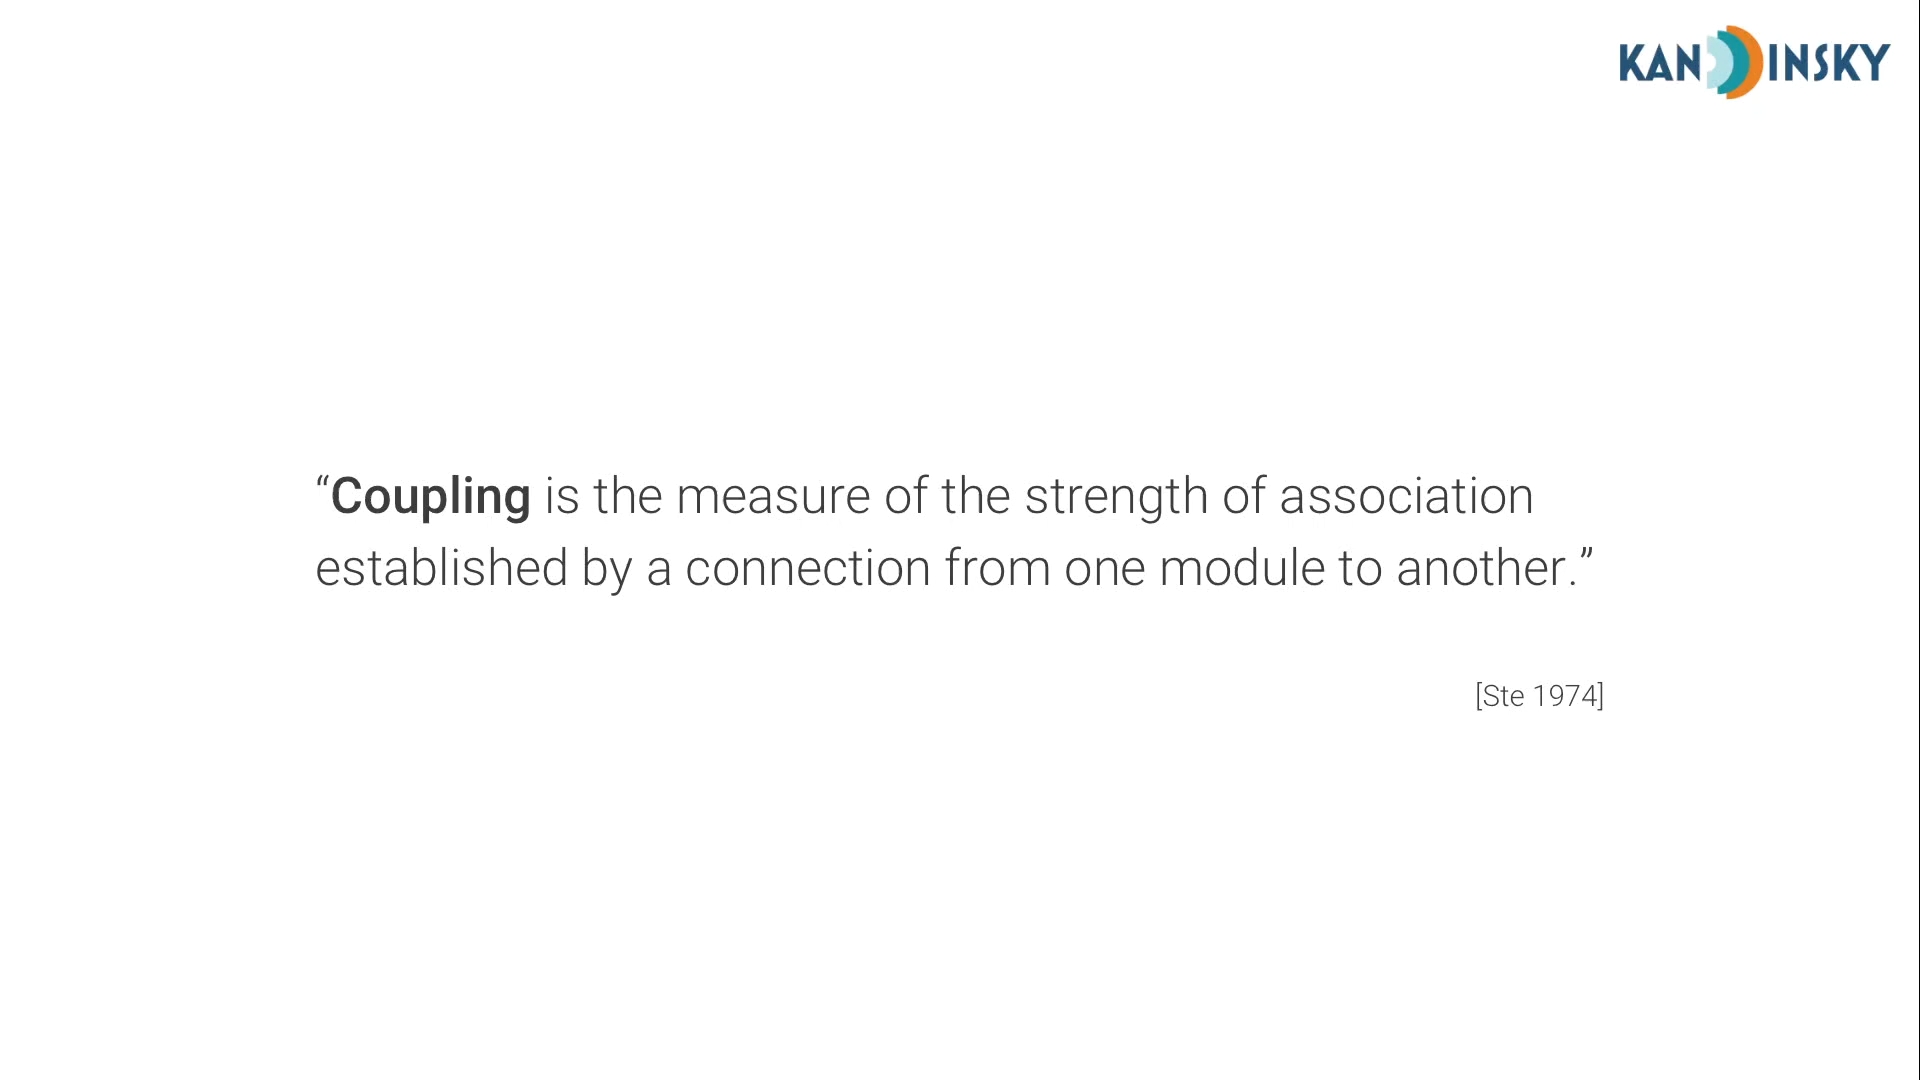 KANDINSKY
“Coupling is the measure of the strength of association
established by a connection from one module to another.”
[Ste 1974]